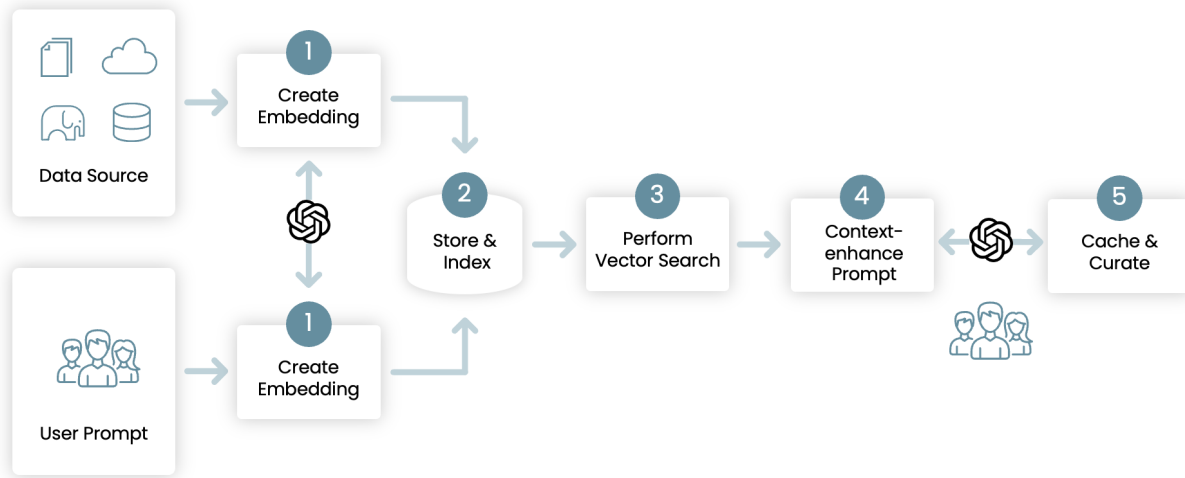 Data Source
1
Create
Embedding
1
Create
Embedding
User Prompt
2
Store &
Index
3
Perform
Vector Search
4
Context-
enhance
Prompt
5
Cache &
Curate